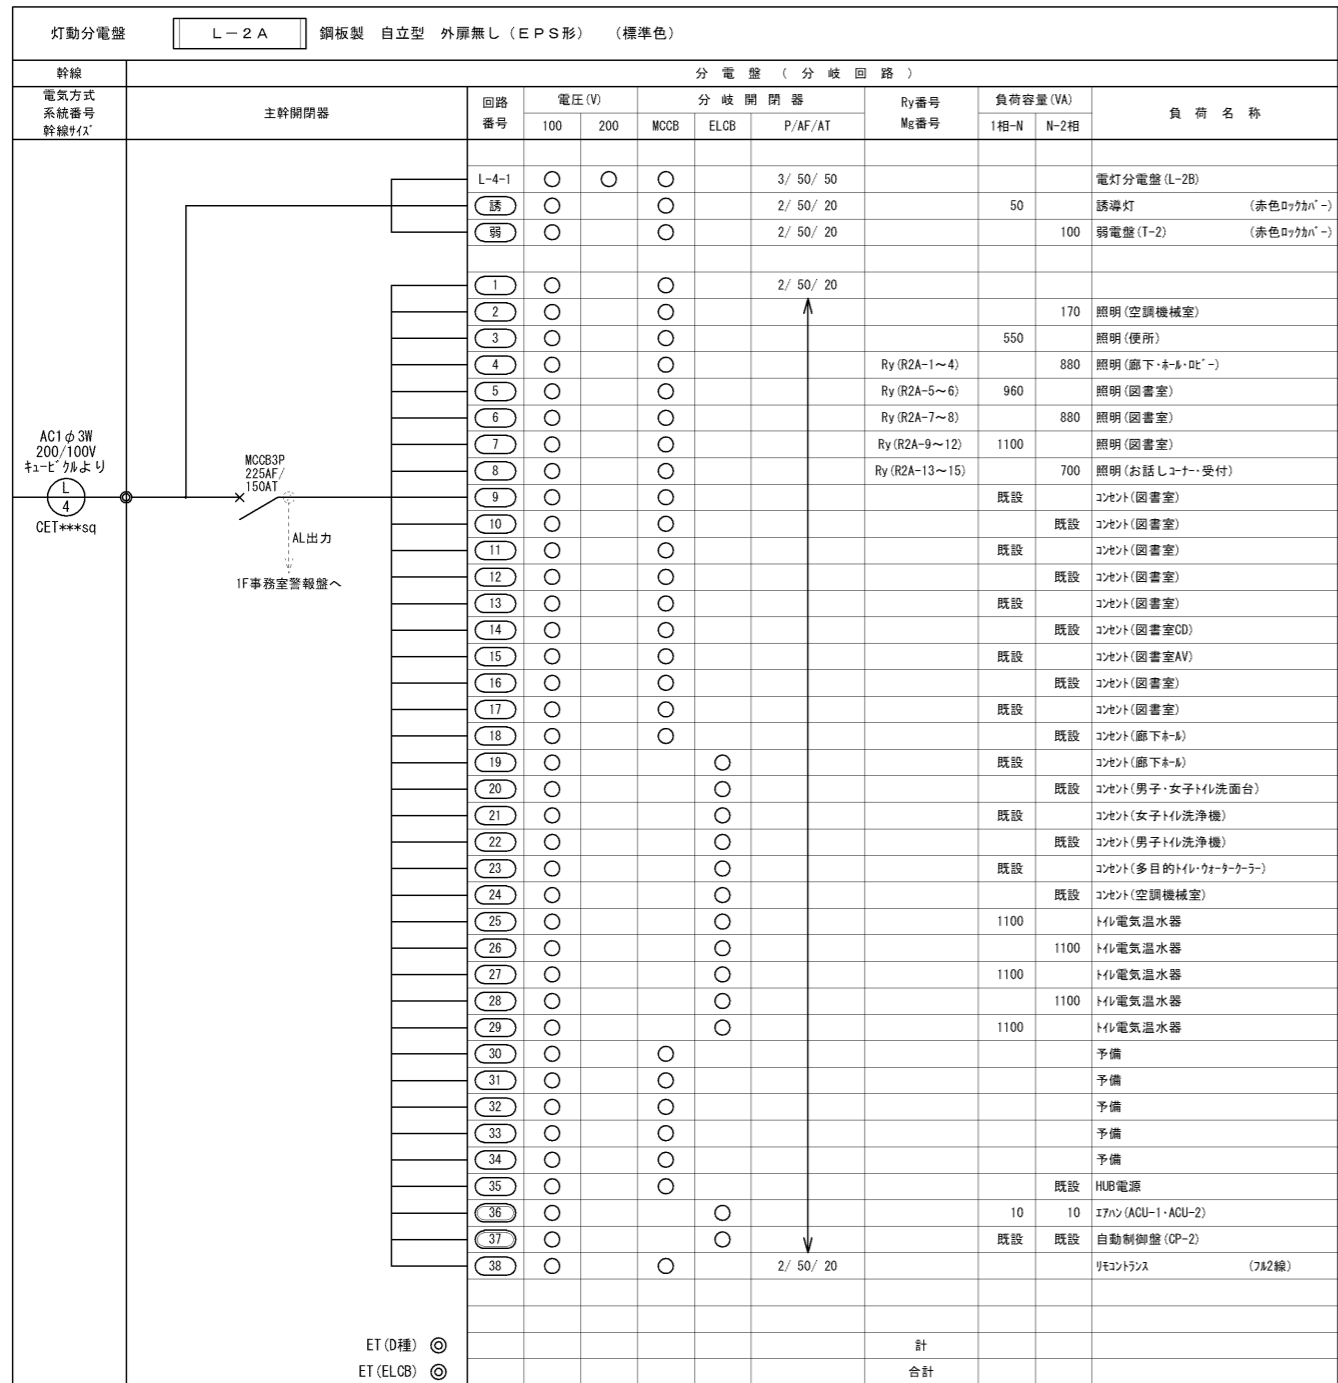 灯動分電盤 L－2A 鋼板製 自立型 外扉無し（EPS形） （標準色）
幹線 分電盤（分岐回路）
電気方式
系統番号
幹線ｻｲｽﾞ
主幹開閉器
回路
番号
電圧(V) 分岐開閉器
Ry番号
Mg番号
負荷容量(VA)
負荷名称
100 200 MCCB ELCB P/AF/AT 1相-N N-2相
L-4-1 ○ ○ ○ 3/ 50/ 50 電灯分電盤(L-2B)
誘 ○ ○ 2/ 50/ 20 50 誘導灯 (赤色ﾛｯｸｶﾊﾞｰ)
弱 ○ ○ 2/ 50/ 20 100 弱電盤(T-2) (赤色ﾛｯｸｶﾊﾞｰ)
1 ○ ○ 2/ 50/ 20
2 ○ ○ 170 照明(空調機械室)
3 ○ ○ 550 照明(便所)
4 ○ ○ Ry(R2A-1～4) 880 照明(廊下・ﾎｰﾙ・ﾛﾋﾞｰ)
5 ○ ○ Ry(R2A-5～6) 960 照明(図書室)
6 ○ ○ Ry(R2A-7～8) 880 照明(図書室)
7 ○ ○ Ry(R2A-9～12) 1100 照明(図書室)
8 ○ ○ Ry(R2A-13～15) 700 照明(お話しｺｰﾅｰ・受付)
9 ○ ○ 既設 ｺﾝｾﾝﾄ(図書室)
10 ○ ○ 既設 ｺﾝｾﾝﾄ(図書室)
11 ○ ○ 既設 ｺﾝｾﾝﾄ(図書室)
12 ○ ○ 既設 ｺﾝｾﾝﾄ(図書室)
13 ○ ○ 既設 ｺﾝｾﾝﾄ(図書室)
14 ○ ○ 既設 ｺﾝｾﾝﾄ(図書室CD)
15 ○ ○ 既設 ｺﾝｾﾝﾄ(図書室AV)
16 ○ ○ 既設 ｺﾝｾﾝﾄ(図書室)
17 ○ ○ 既設 ｺﾝｾﾝﾄ(図書室)
18 ○ ○ 既設 ｺﾝｾﾝﾄ(廊下ﾎｰﾙ)
19 ○ ○ 既設 ｺﾝｾﾝﾄ(廊下ﾎｰﾙ)
20 ○ ○ 既設 ｺﾝｾﾝﾄ(男子・女子ﾄｲﾚ洗面台)
21 ○ ○ 既設 ｺﾝｾﾝﾄ(女子ﾄｲﾚ洗浄機)
22 ○ ○ 既設 ｺﾝｾﾝﾄ(男子ﾄｲﾚ洗浄機)
23 ○ ○ 既設 ｺﾝｾﾝﾄ(多目的ﾄｲﾚ・ｳｫｰﾀｰｸｰﾗｰ)
24 ○ ○ 既設 ｺﾝｾﾝﾄ(空調機械室)
25 ○ ○ 1100 ﾄｲﾚ電気温水器
26 ○ ○ 1100 ﾄｲﾚ電気温水器
27 ○ ○ 1100 ﾄｲﾚ電気温水器
28 ○ ○ 1100 ﾄｲﾚ電気温水器
29 ○ ○ 1100 ﾄｲﾚ電気温水器
30 ○ ○ 予備
31 ○ ○ 予備
32 ○ ○ 予備
33 ○ ○ 予備
34 ○ ○ 予備
35 ○ ○ 既設 HUB電源
36 ○ ○ 10 10 ｴｱﾊﾝ(ACU-1・ACU-2)
37 ○ ○ 既設 既設 自動制御盤(CP-2)
38 ○ ○ 2/ 50/ 20 ﾘﾓｺﾝﾄﾗﾝｽ (ﾌﾙ2線)
AC1φ3W
200/100V
ｷｭｰﾋﾞｸﾙより
L
4
CET***sq
MCCB3P
225AF/
150AT
AL出力
1F事務室警報盤へ
ET(D種) ◎ 計
ET(ELCB) ◎ 合計